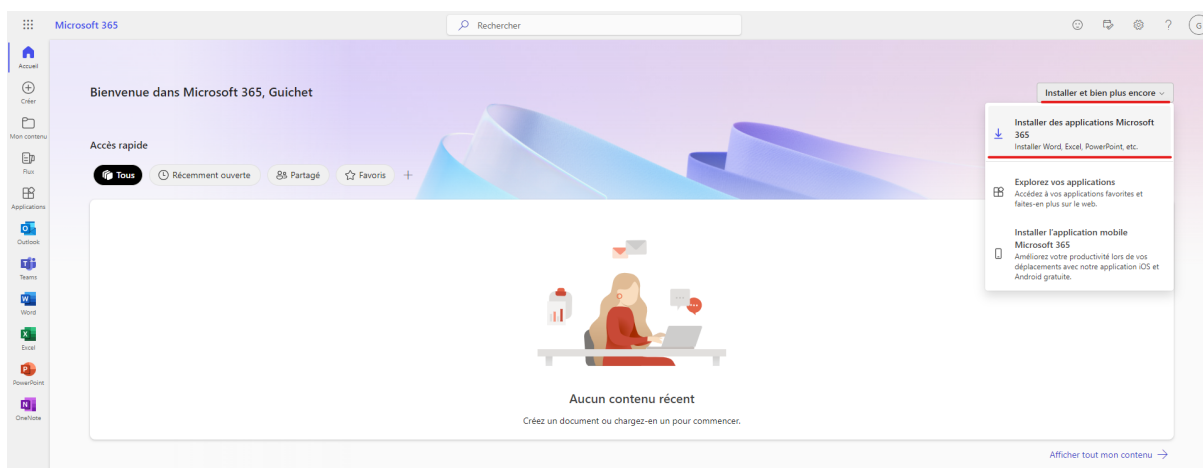 Microsoft 365
Rechercher
?
G
Accueil
Créer
Mon contenu
Flux
Applications
Outlook
Teams
Word
Excel
PowerPoint
OneNote
Bienvenue dans Microsoft 365, Guichet
Installer et bien plus encore
Installer des applications Microsoft
365
Installer Word, Excel, PowerPoint, etc.
Explorez vos applications
Accédez à vos applications favorites et
faites-en plus sur le web.
Installer l'application mobile
Microsoft 365
Améliorez votre productivité lors de vos
déplacements avec notre application iOS et
Android gratuite.
Accès rapide
Tous
Récemment ouverte
Partagé
Favoris
+
Aucun contenu récent
Créez un document ou chargez-en un pour commencer.
Afficher tout mon contenu →